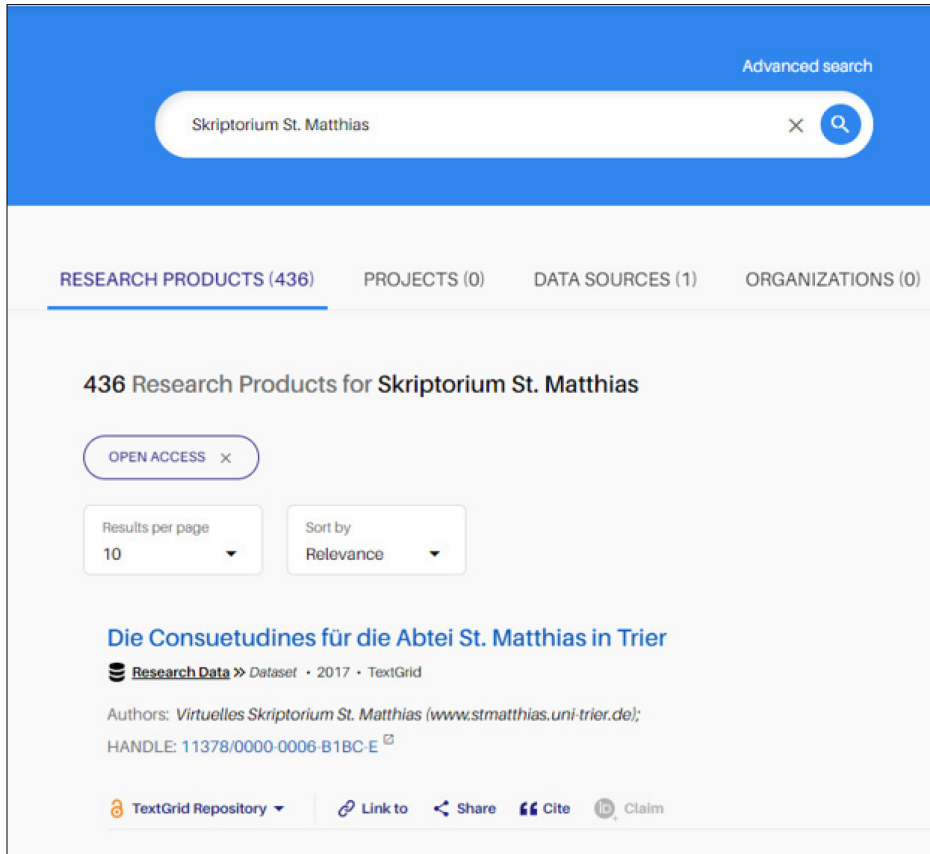 Advanced search
Skriptorium St. Matthias
RESEARCH PRODUCTS (436) PROJECTS (0) DATA SOURCES (1) ORGANIZATIONS (0)
436 Research Products for Skriptorium St. Matthias
OPEN ACCESS ×
Results per page Sort by
10 Relevance
Die Consuetudines für die Abtei St. Matthias in Trier
Research Data » Dataset • 2017 • TextGrid
Authors: Virtuelles Skriptorium St. Matthias (www.stmatthias.uni-trier.de);
HANDLE: 11378/0000-0006-B1BC-E
TextGrid Repository Link to Share Cite iD Claim